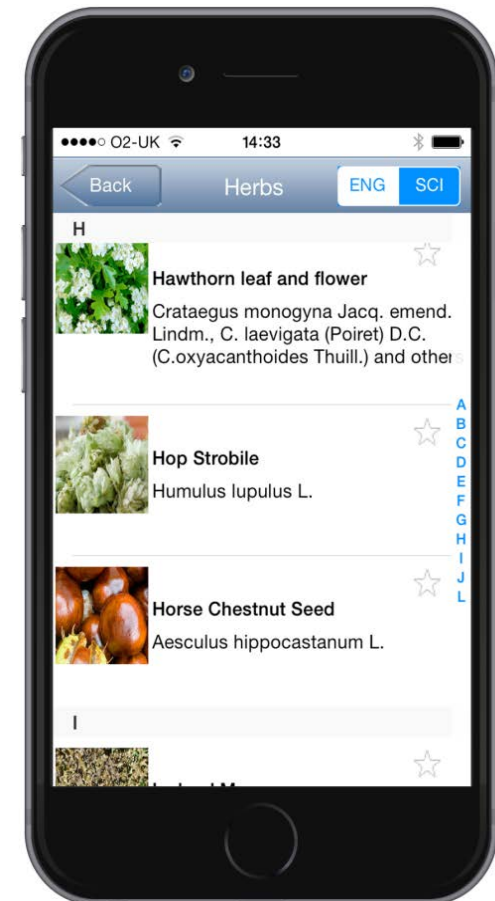 O2-UK 14:33
Back Herbs ENG SCI
H
Hawthorn leaf and flower
Crataegus monogyna Jacq. emend.
Lindm., C. laevigata (Poiret) D.C.
(C.oxyacanthoides Thuill.) and others
Hop Strobile
Humulus lupulus L.
Horse Chestnut Seed
Aesculus hippocastanum L.
I
A
B
C
D
E
F
G
H
I
J
L